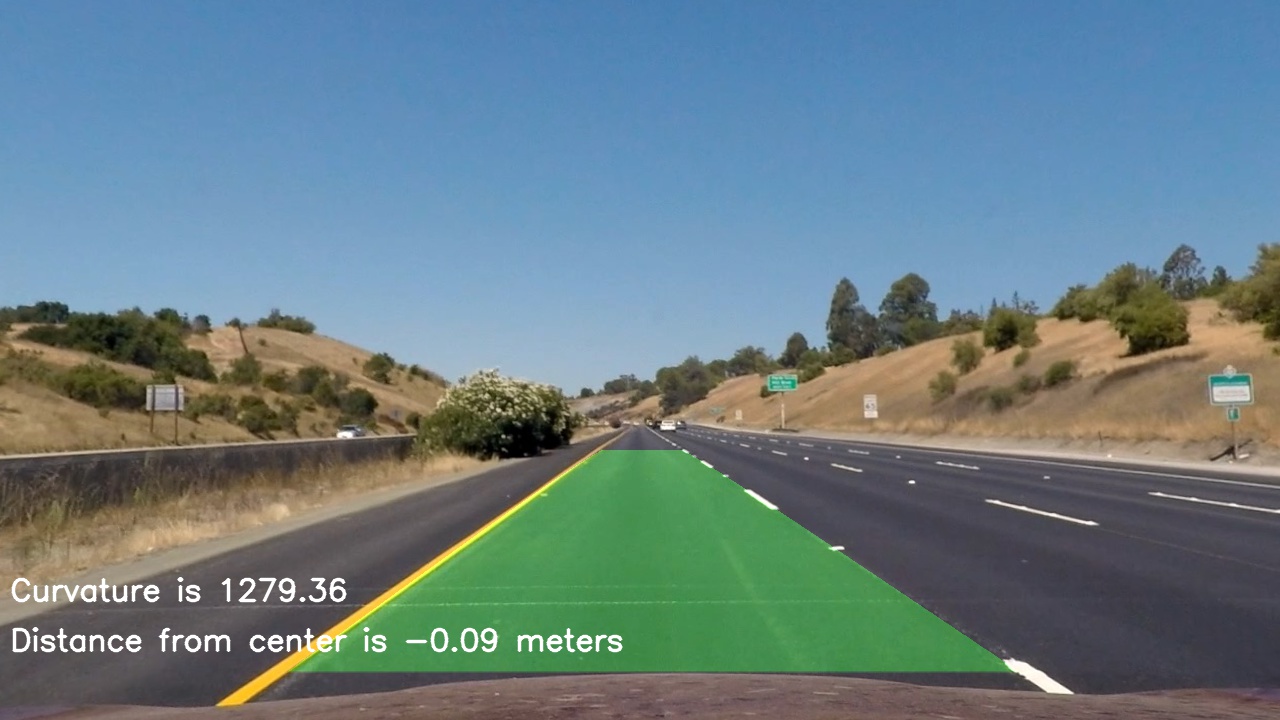 Curvature is 1279.36
Distance from center is −0.09 meters